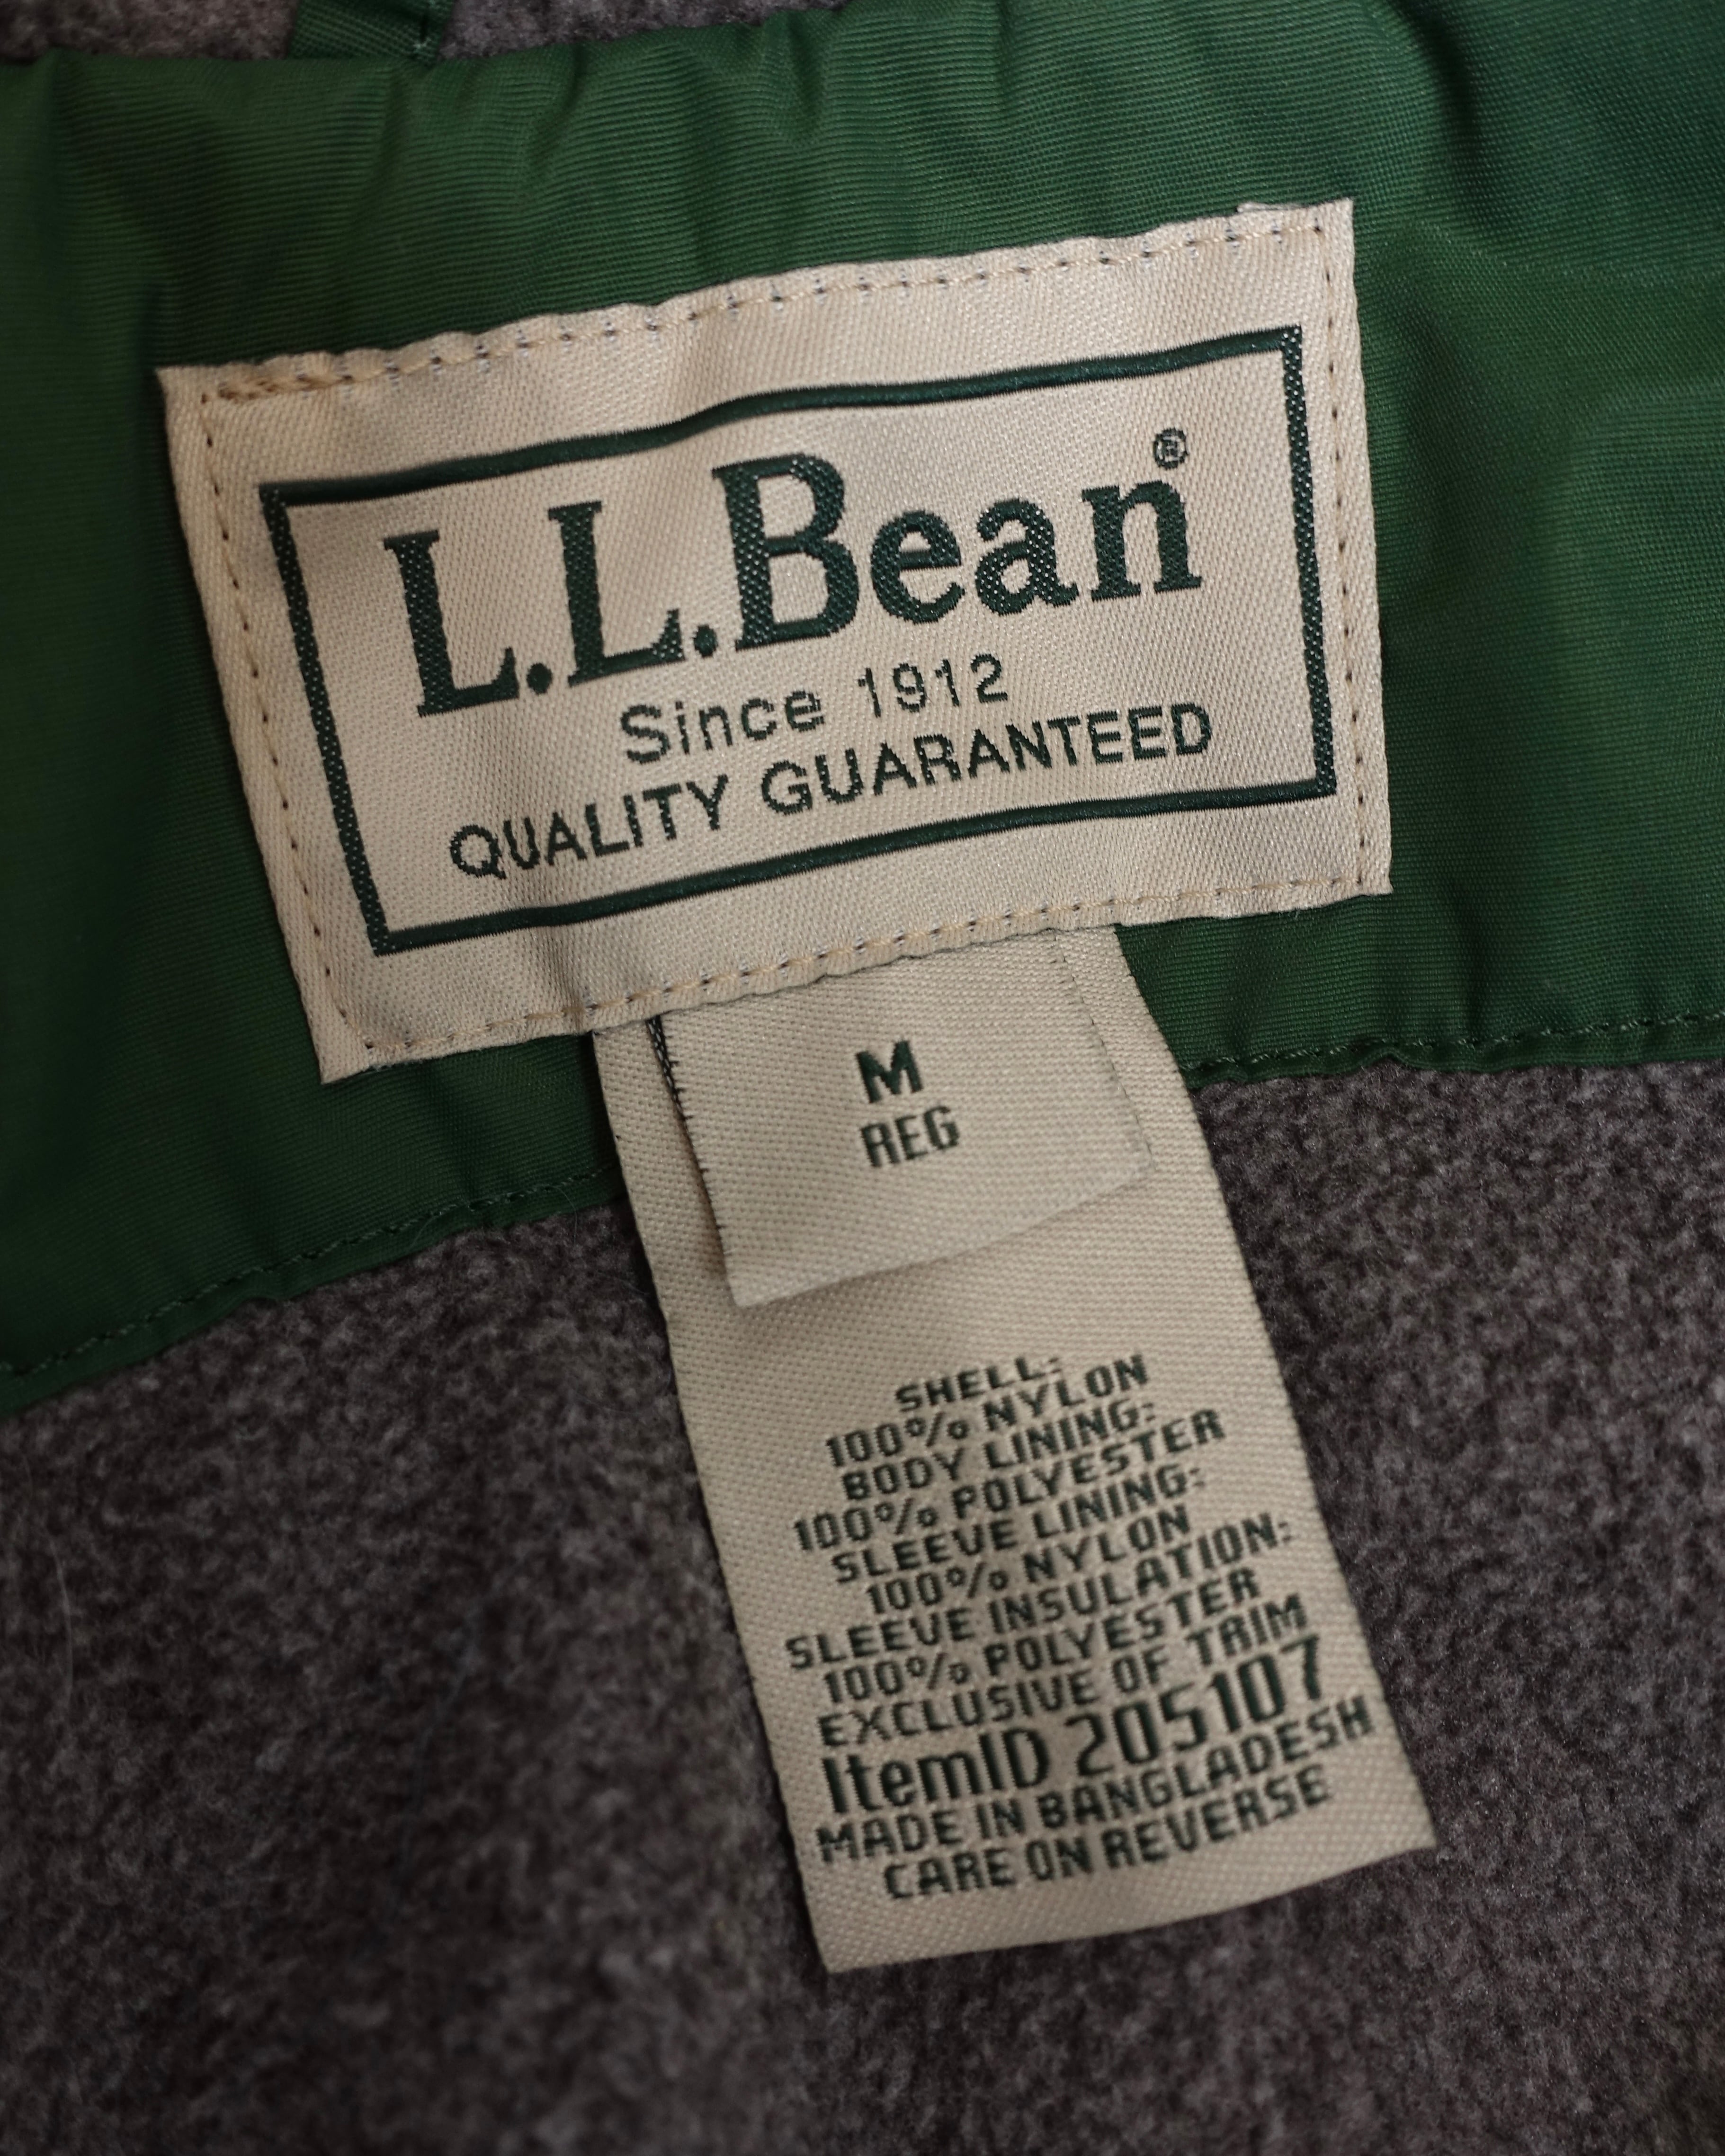 L.L.Bean®
Since 1912
QUALITY GUARANTEED
M
REG
SHELL:
100% NYLON
BODY LINING:
100% POLYESTER
SLEEVE LINING:
100% NYLON
SLEEVE INSULATION:
100% POLYESTER
EXCLUSIVE OF TRIM
ItemID 205107
MADE IN BANGLADESH
CARE ON REVERSE